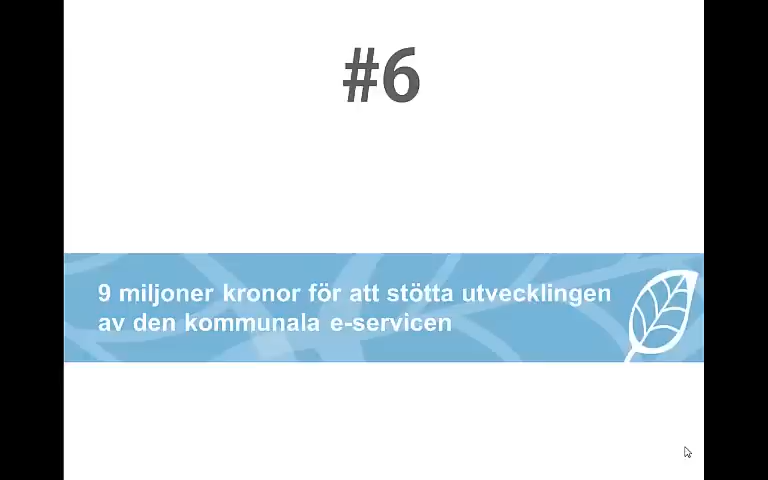 #6
9 miljoner kronor för att stötta utvecklingen
av den kommunala e-servicen